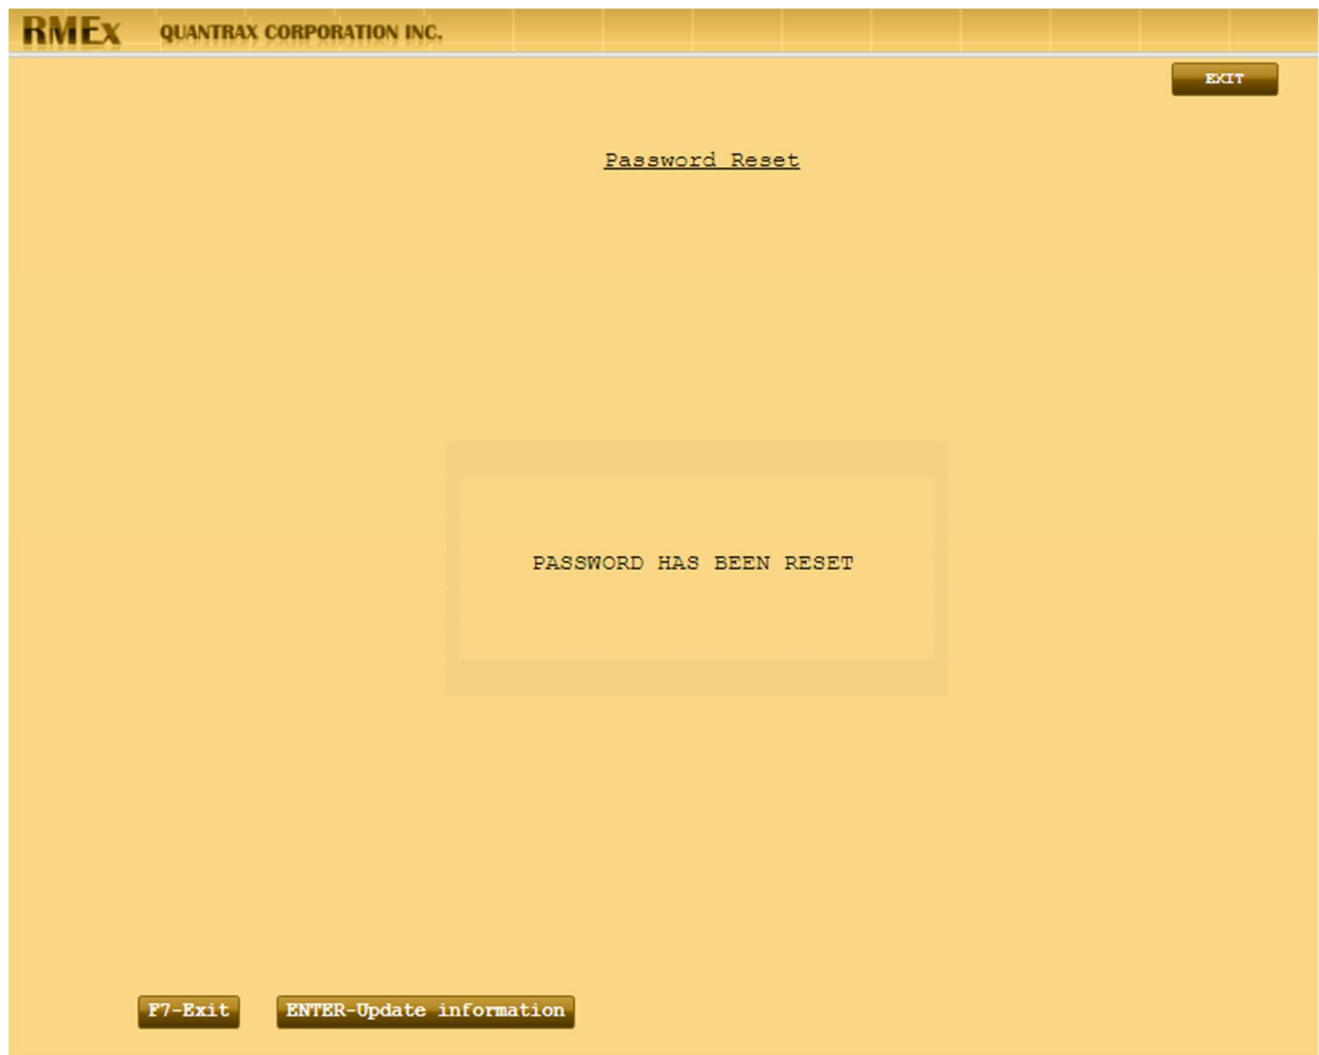 RMEx QUANTRAX CORPORATION INC.
EXIT
Password Reset
PASSWORD HAS BEEN RESET
F7-Exit ENTER-Update information